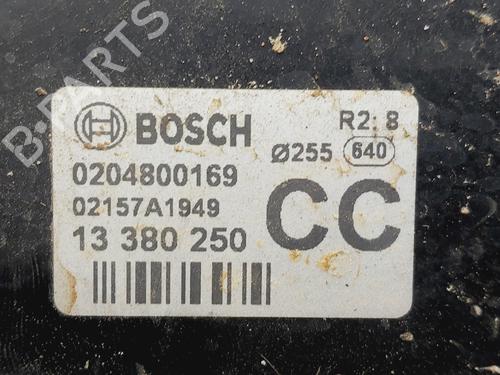 B-PARTS
BOSCH
R2: 8
Ø255 640
0204800169
02157A1949
13 380 250
CC